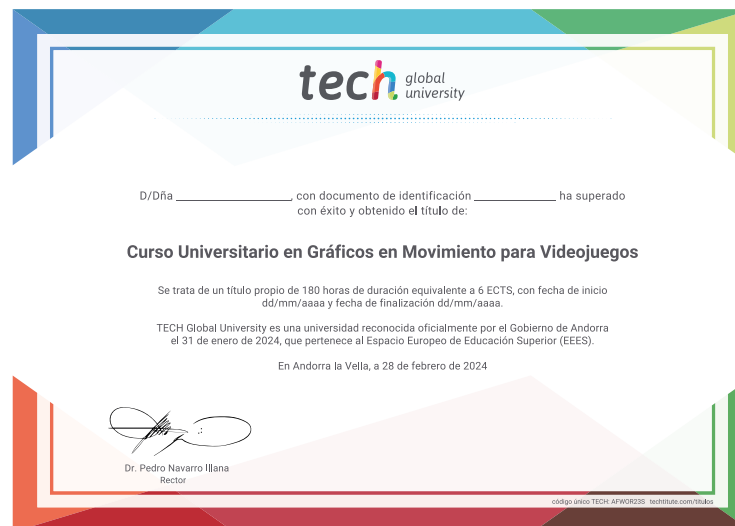 tech global university
D/Dña ______________, con documento de identificación ______________ ha superado
con éxito y obtenido el título de:
Curso Universitario en Gráficos en Movimiento para Videojuegos
Se trata de un título propio de 180 horas de duración equivalente a 6 ECTS, con fecha de inicio
dd/mm/aaaa y fecha de finalización dd/mm/aaaa.
TECH Global University es una universidad reconocida oficialmente por el Gobierno de Andorra
el 31 de enero de 2024, que pertenece al Espacio Europeo de Educación Superior (EEES).
En Andorra la Vella, a 28 de febrero de 2024
Dr. Pedro Navarro Illana
Rector
código único TECH: AFWOR23S techtitute.com/titulos